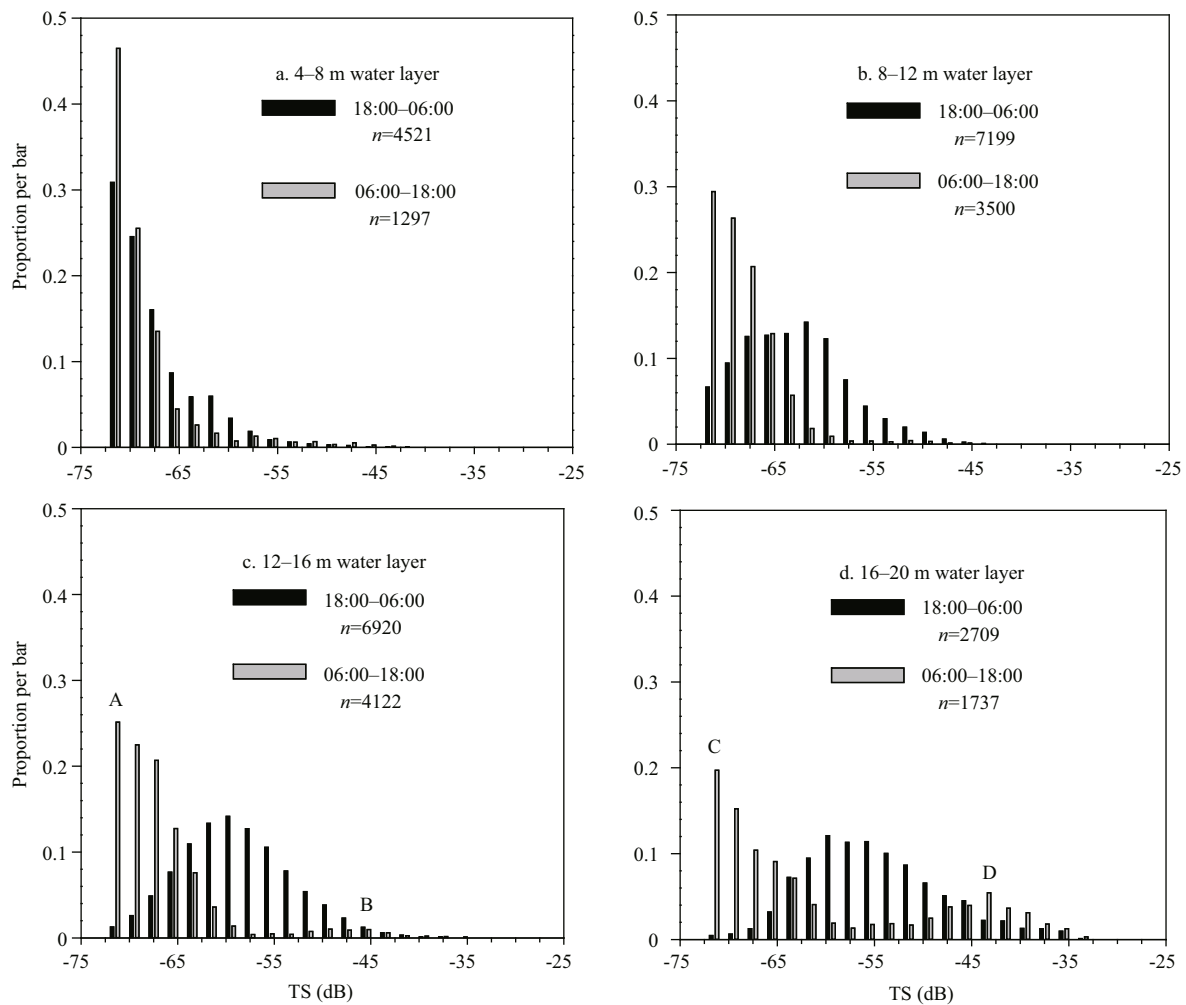 0.5
0.4
0.3
0.2
0.1
0
Proportion per bar
a. 4–8 m water layer
18:00–06:00
n=4521
06:00–18:00
n=1297
-75
-65
-55
-45
-35
-25
0.5
0.4
0.3
0.2
0.1
0
b. 8–12 m water layer
18:00–06:00
n=7199
06:00–18:00
n=3500
-75
-65
-55
-45
-35
-25
0.5
0.4
0.3
0.2
0.1
0
Proportion per bar
c. 12–16 m water layer
18:00–06:00
n=6920
06:00–18:00
n=4122
A
B
-75
-65
-55
-45
-35
-25
TS (dB)
0.5
0.4
0.3
0.2
0.1
0
d. 16–20 m water layer
18:00–06:00
n=2709
06:00–18:00
n=1737
C
D
-75
-65
-55
-45
-35
-25
TS (dB)